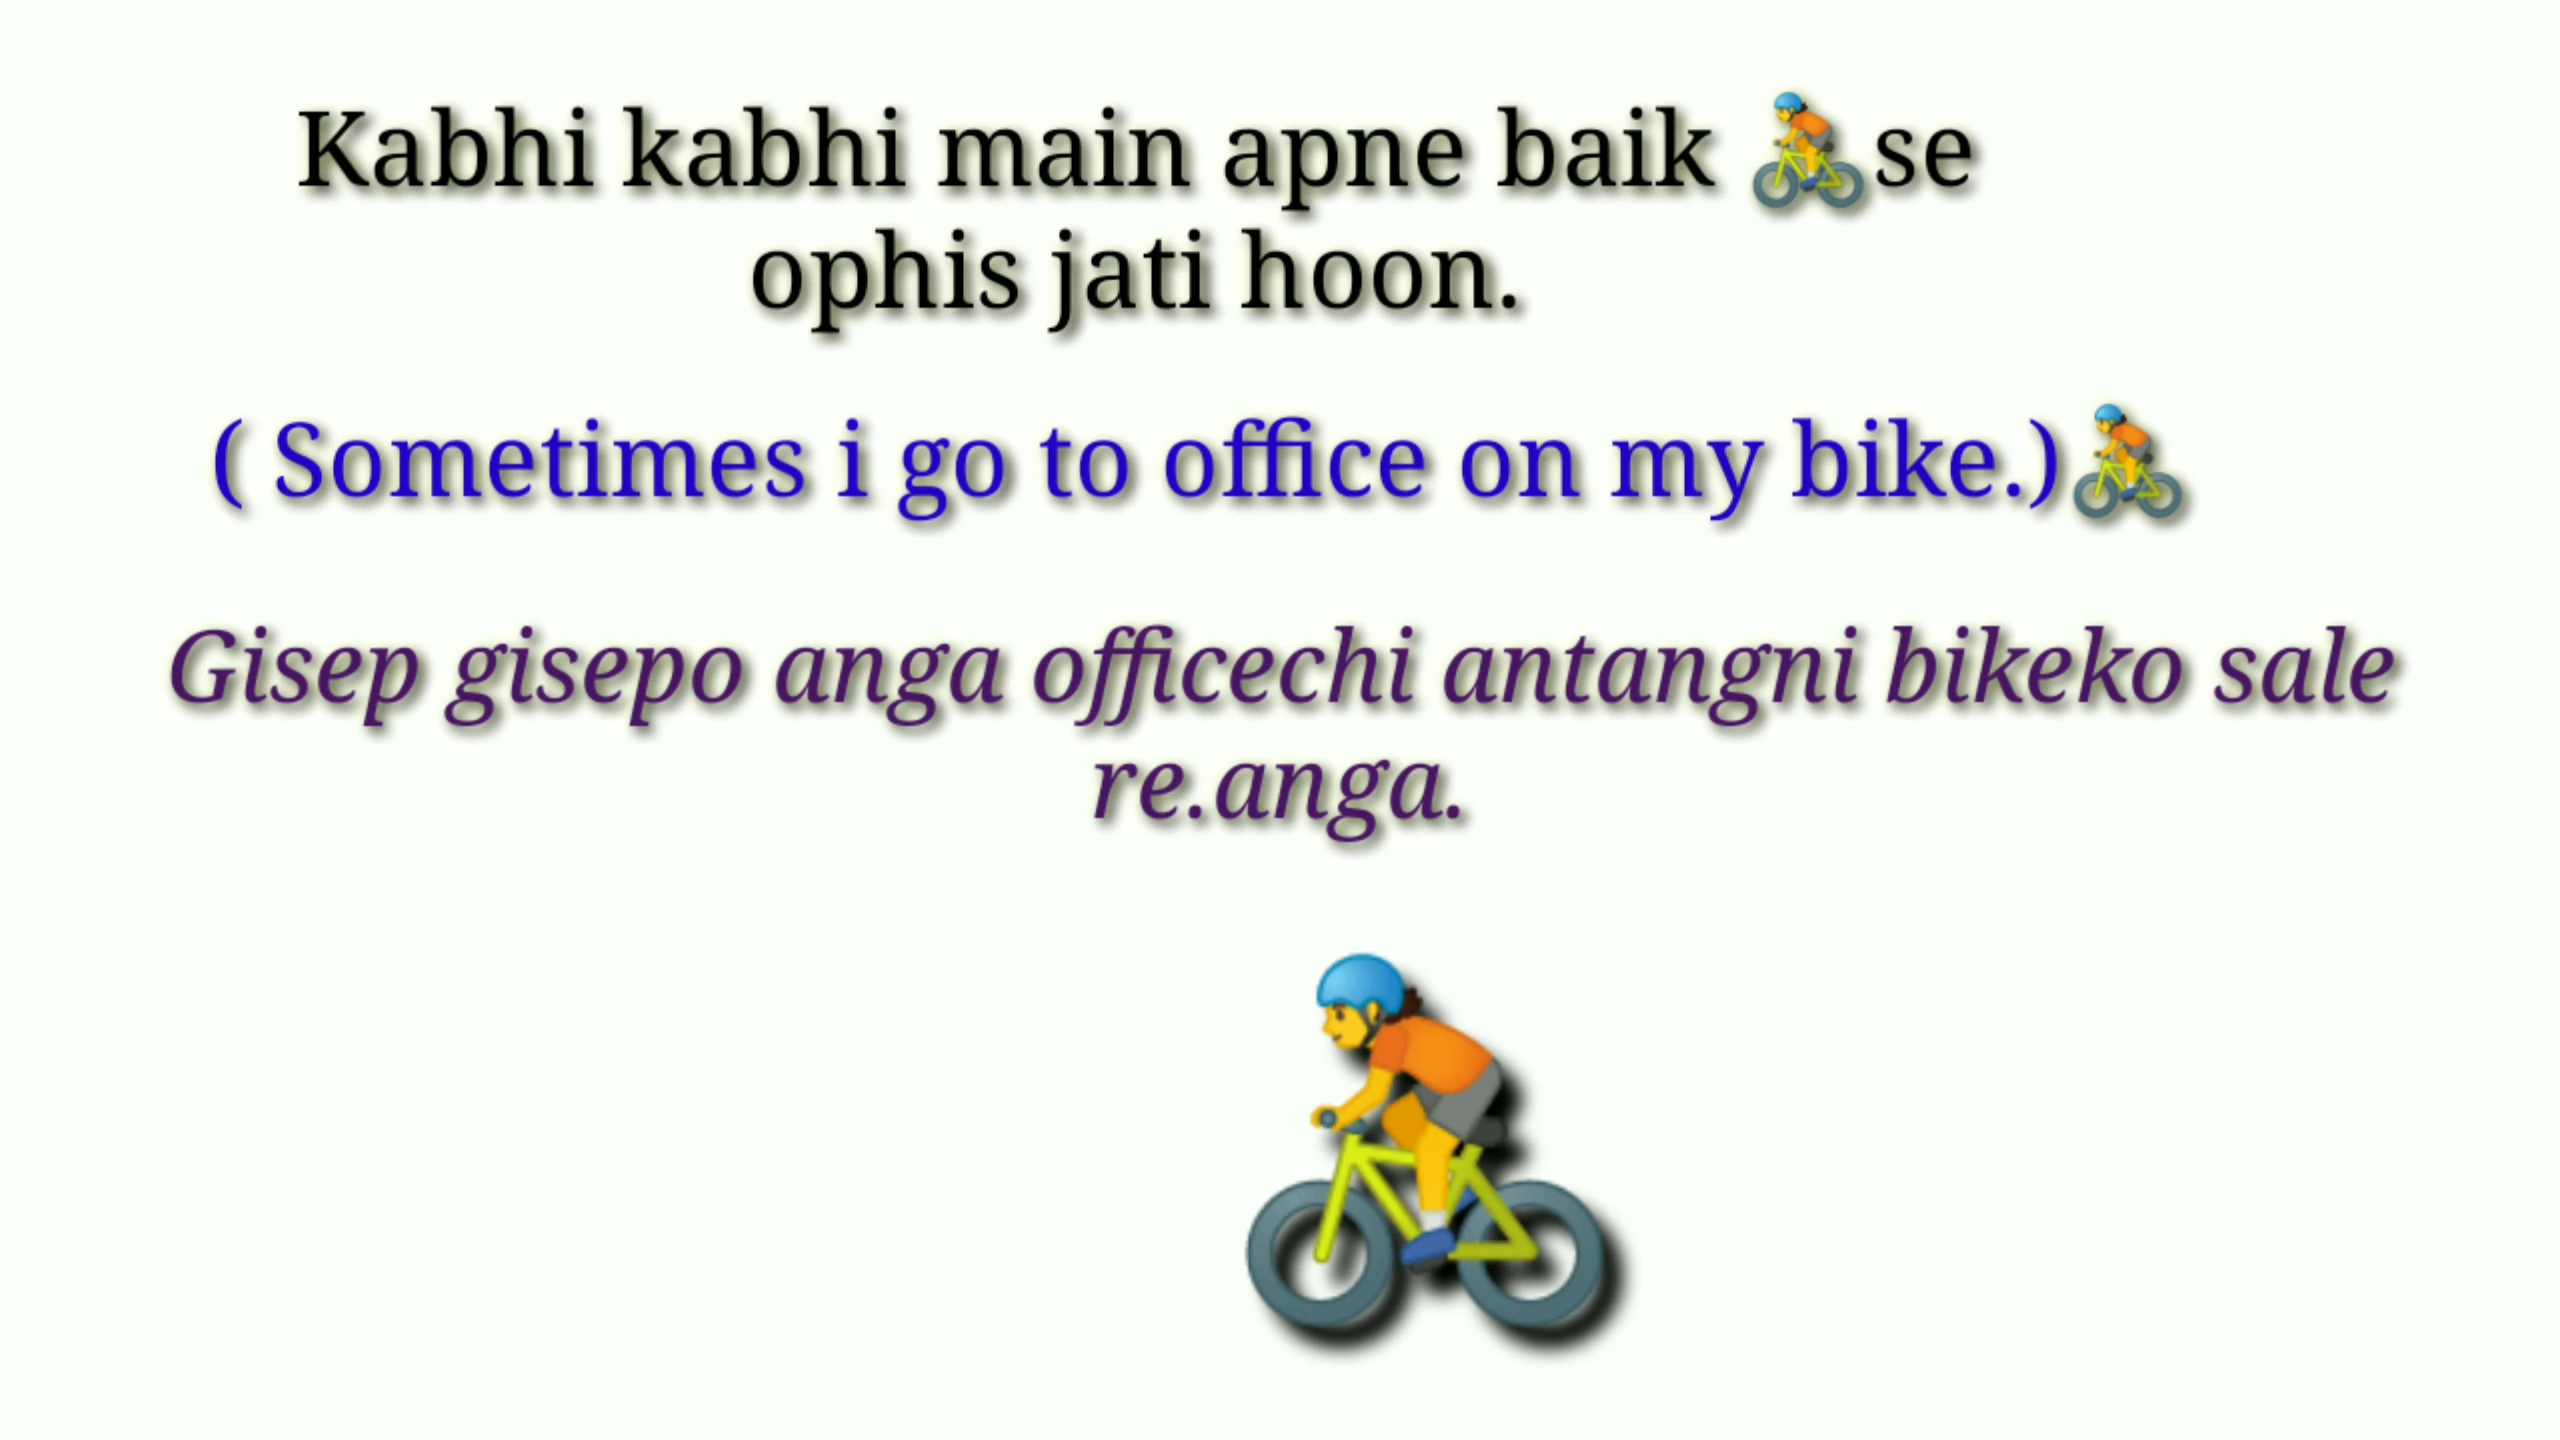 Kabhi kabhi main apne baik 🚴se
ophis jati hoon.
( Sometimes i go to office on my bike.)🚴
Gisep gisepo anga officechi antangni bikeko sale
re.anga.